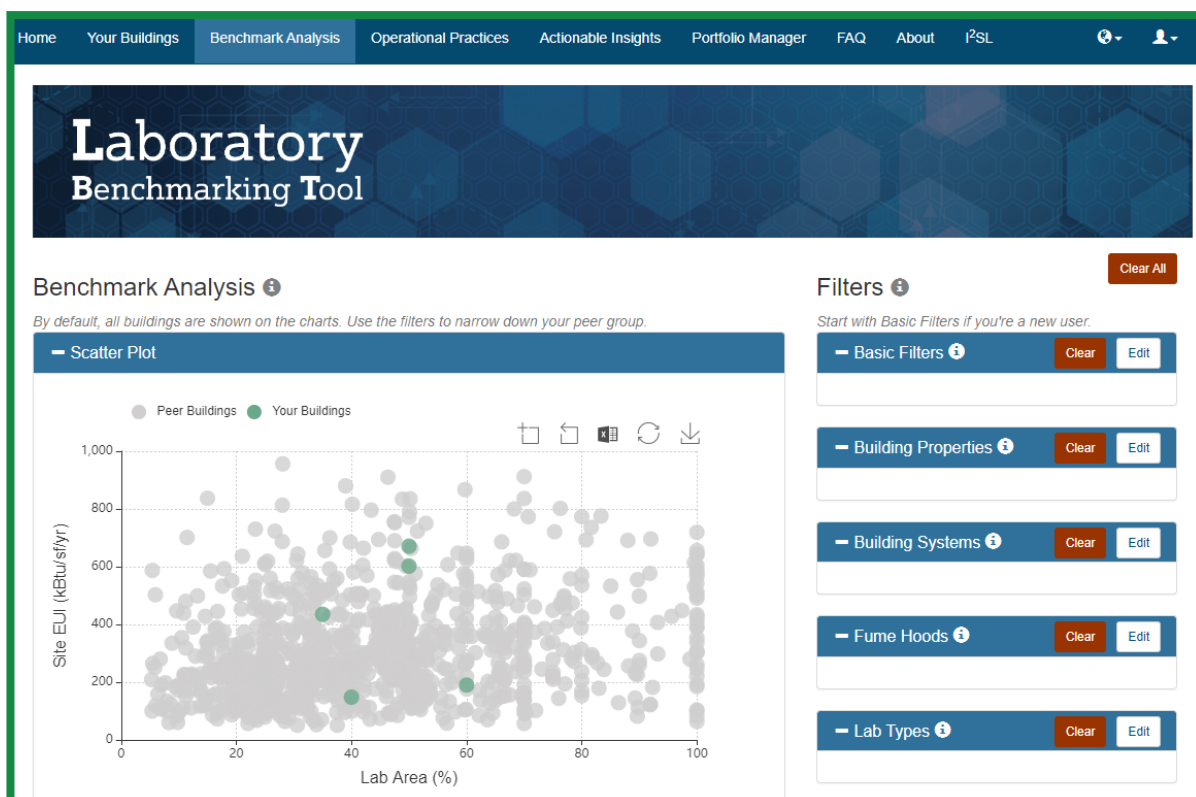 Home Your Buildings Benchmark Analysis Operational Practices Actionable Insights Portfolio Manager FAQ About I²SL
Laboratory
Benchmarking Tool
Clear All
Benchmark Analysis
By default, all buildings are shown on the charts. Use the filters to narrow down your peer group.
Scatter Plot
Peer Buildings Your Buildings
1,000
800
600
400
200
0
Site EUI (kBtu/sf/yr)
0 20 40 60 80 100
Lab Area (%)
Filters
Start with Basic Filters if you're a new user.
Basic Filters Clear Edit
Building Properties Clear Edit
Building Systems Clear Edit
Fume Hoods Clear Edit
Lab Types Clear Edit